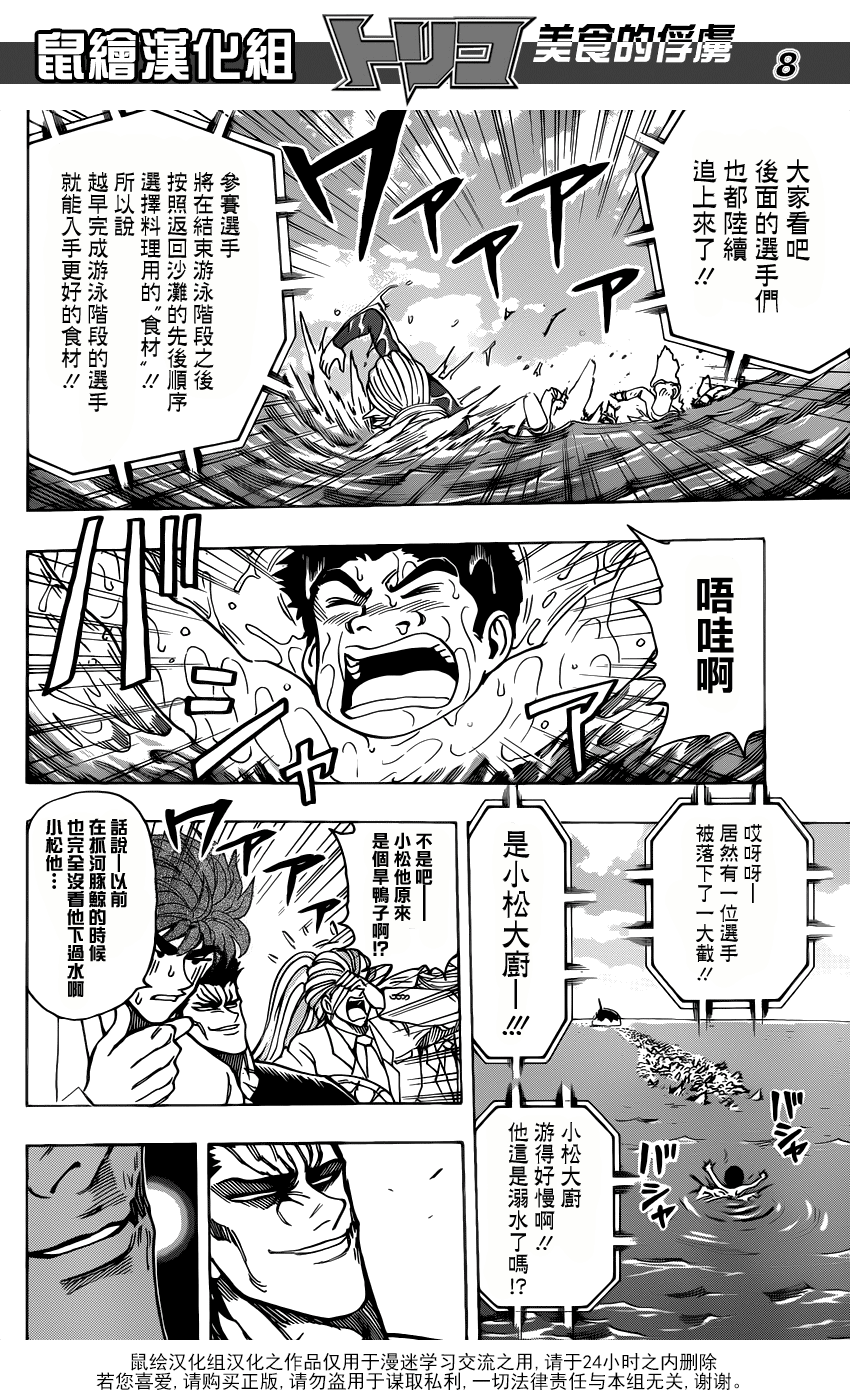 鼠繪漢化組
トリコ
美食的俘虜
8
大家看吧
後面的選手們
也都陸續
追上來了!!
ワァァァ
參賽選手
將在結束游泳階段之後
按照返回沙灘的先後順序
選擇料理用的“食材”!!
所以說
越早完成游泳階段的選手
就能入手更好的食材!!
唔哇啊
哎呀呀—
居然有一位選手
被落下了一大截!!
是小松大廚—!!!
バシャ
バシャ
小松大廚
游得好慢啊!!
他這是溺水了嗎!?
ワァァァ
不是吧—
小松他原來
是個旱鴨子啊!?
話說—以前
在抓河豚鯨的時候
也完全沒看他下過水啊
小松他…
鼠绘汉化组汉化之作品仅用于漫迷学习交流之用, 请于24小时之内删除
若您喜爱, 请购买正版, 请勿盗用于谋取私利, 一切法律责任与本组无关, 谢谢。